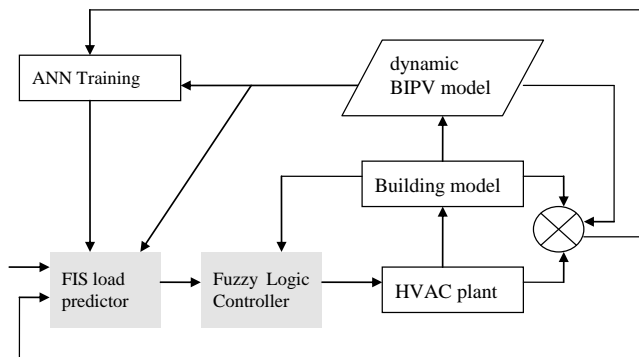 ANN Training
dynamic
BIPV model
Building model
FIS load
predictor
Fuzzy Logic
Controller
HVAC plant